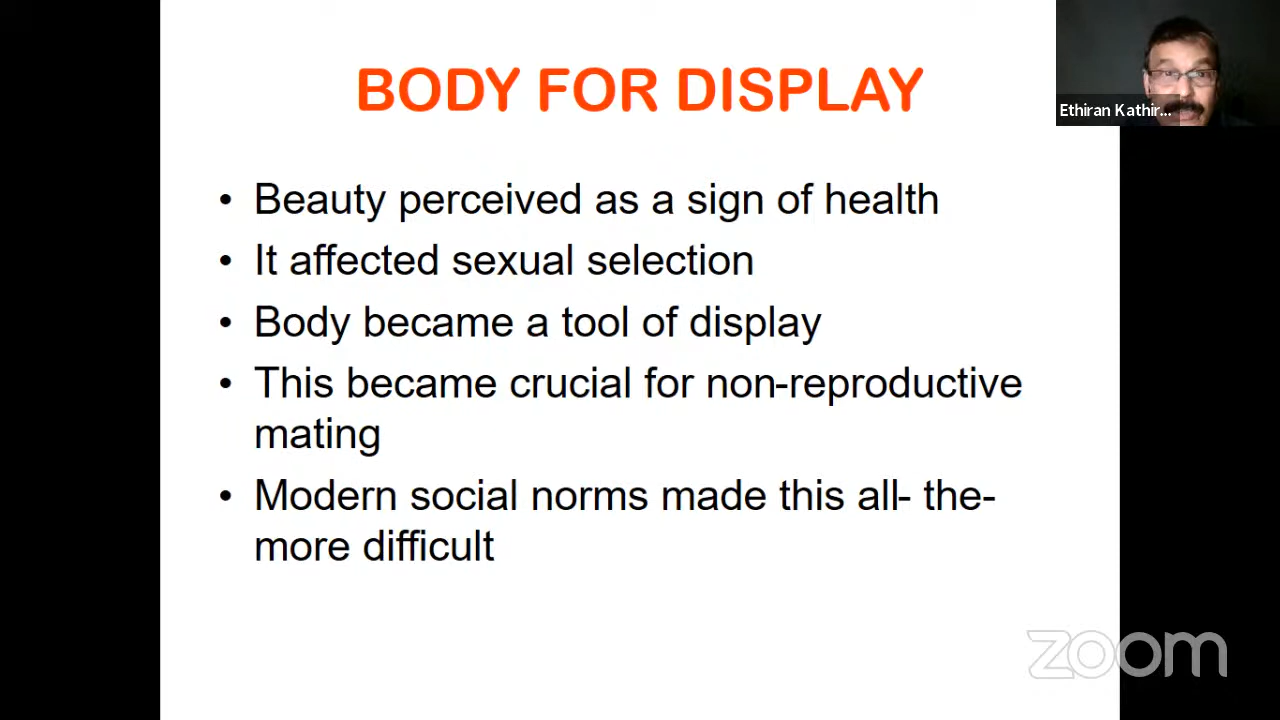 BODY FOR DISPLAY
Ethiran Kathir...
• Beauty perceived as a sign of health
• It affected sexual selection
• Body became a tool of display
• This became crucial for non-reproductive
mating
• Modern social norms made this all- the-
more difficult
zoom